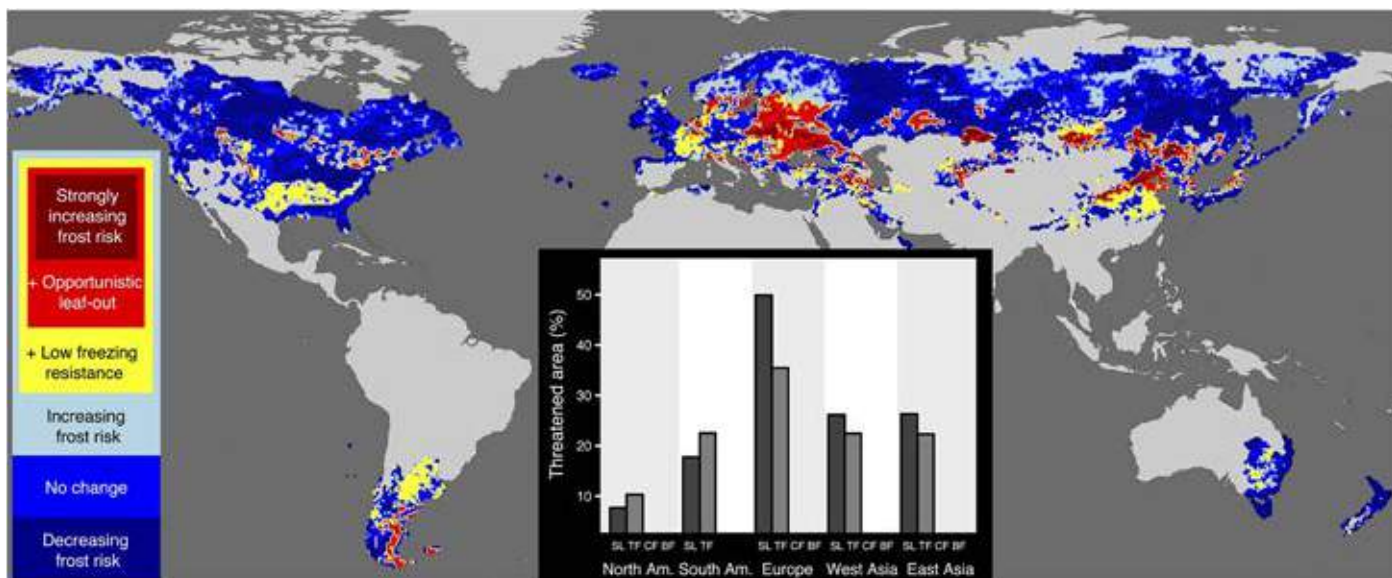 Strongly
increasing
frost risk
+ Opportunistic
leaf-out
+ Low freezing
resistance
Increasing
frost risk
No change
Decreasing
frost risk
Threatened area (%)
50
40
30
20
10
SL TF CF BF
SL TF
SL TF CF BF
SL TF CF BF
SL TF CF BF
North Am.
South Am.
Europe
West Asia
East Asia